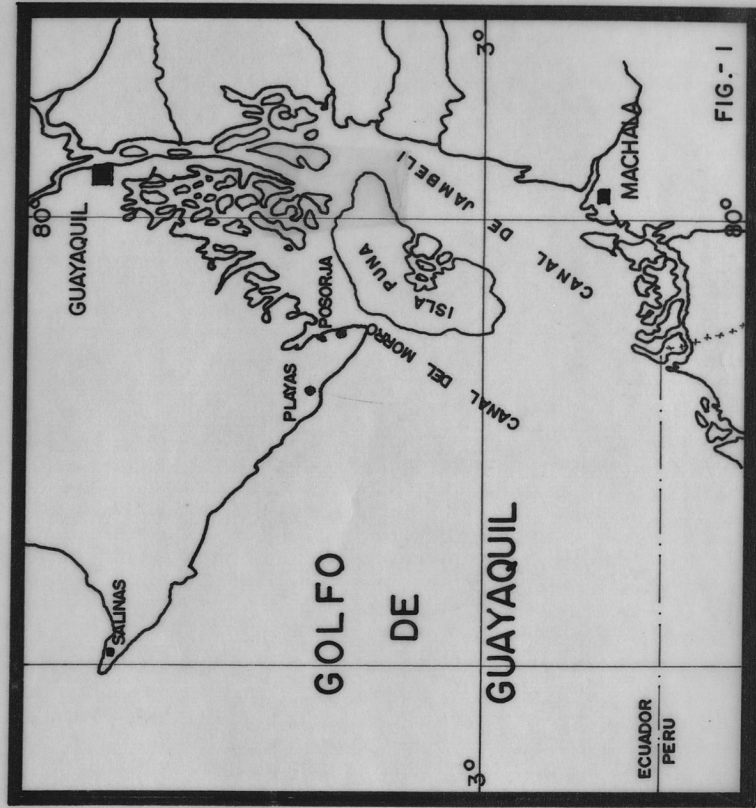 80°
GUAYAQUIL
SALINAS
PLAYAS
POSORJA
ISLA PUNA
CANAL DEL MORRO
CANAL DE JAMBELI
GOLFO
DE
GUAYAQUIL
3°
3°
MACHALA
ECUADOR
PERU
80°
FIG.- 1